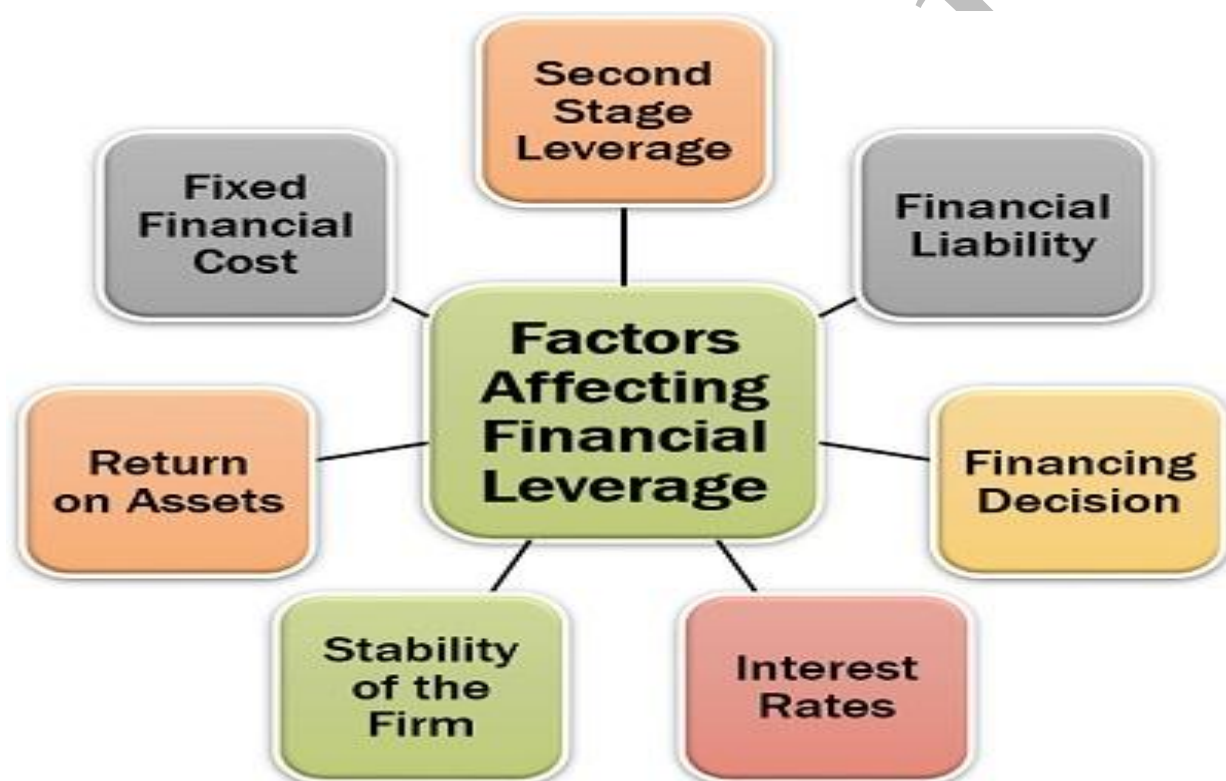 Second
Stage
Leverage
Fixed
Financial
Cost
Financial
Liability
Factors
Affecting
Financial
Leverage
Return
on Assets
Financing
Decision
Stability
of the
Firm
Interest
Rates